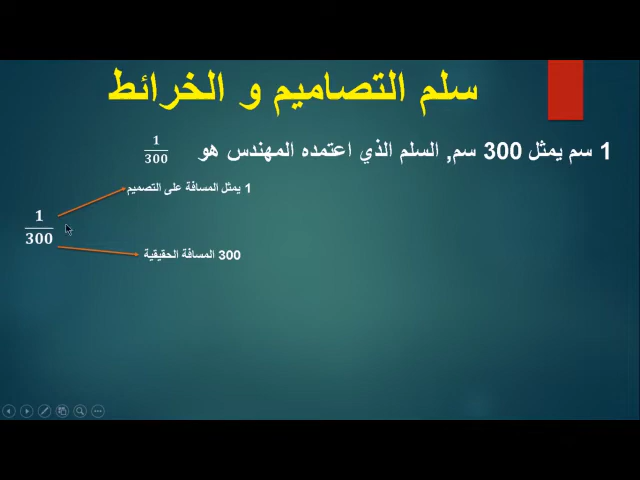 سلم التصاميم و الخرائط
1 سم يمثل 300 سم, السلم الذي اعتمده المهندس هو 1/300
1 يمثل المسافة على التصميم
1/300
300 المسافة الحقيقية